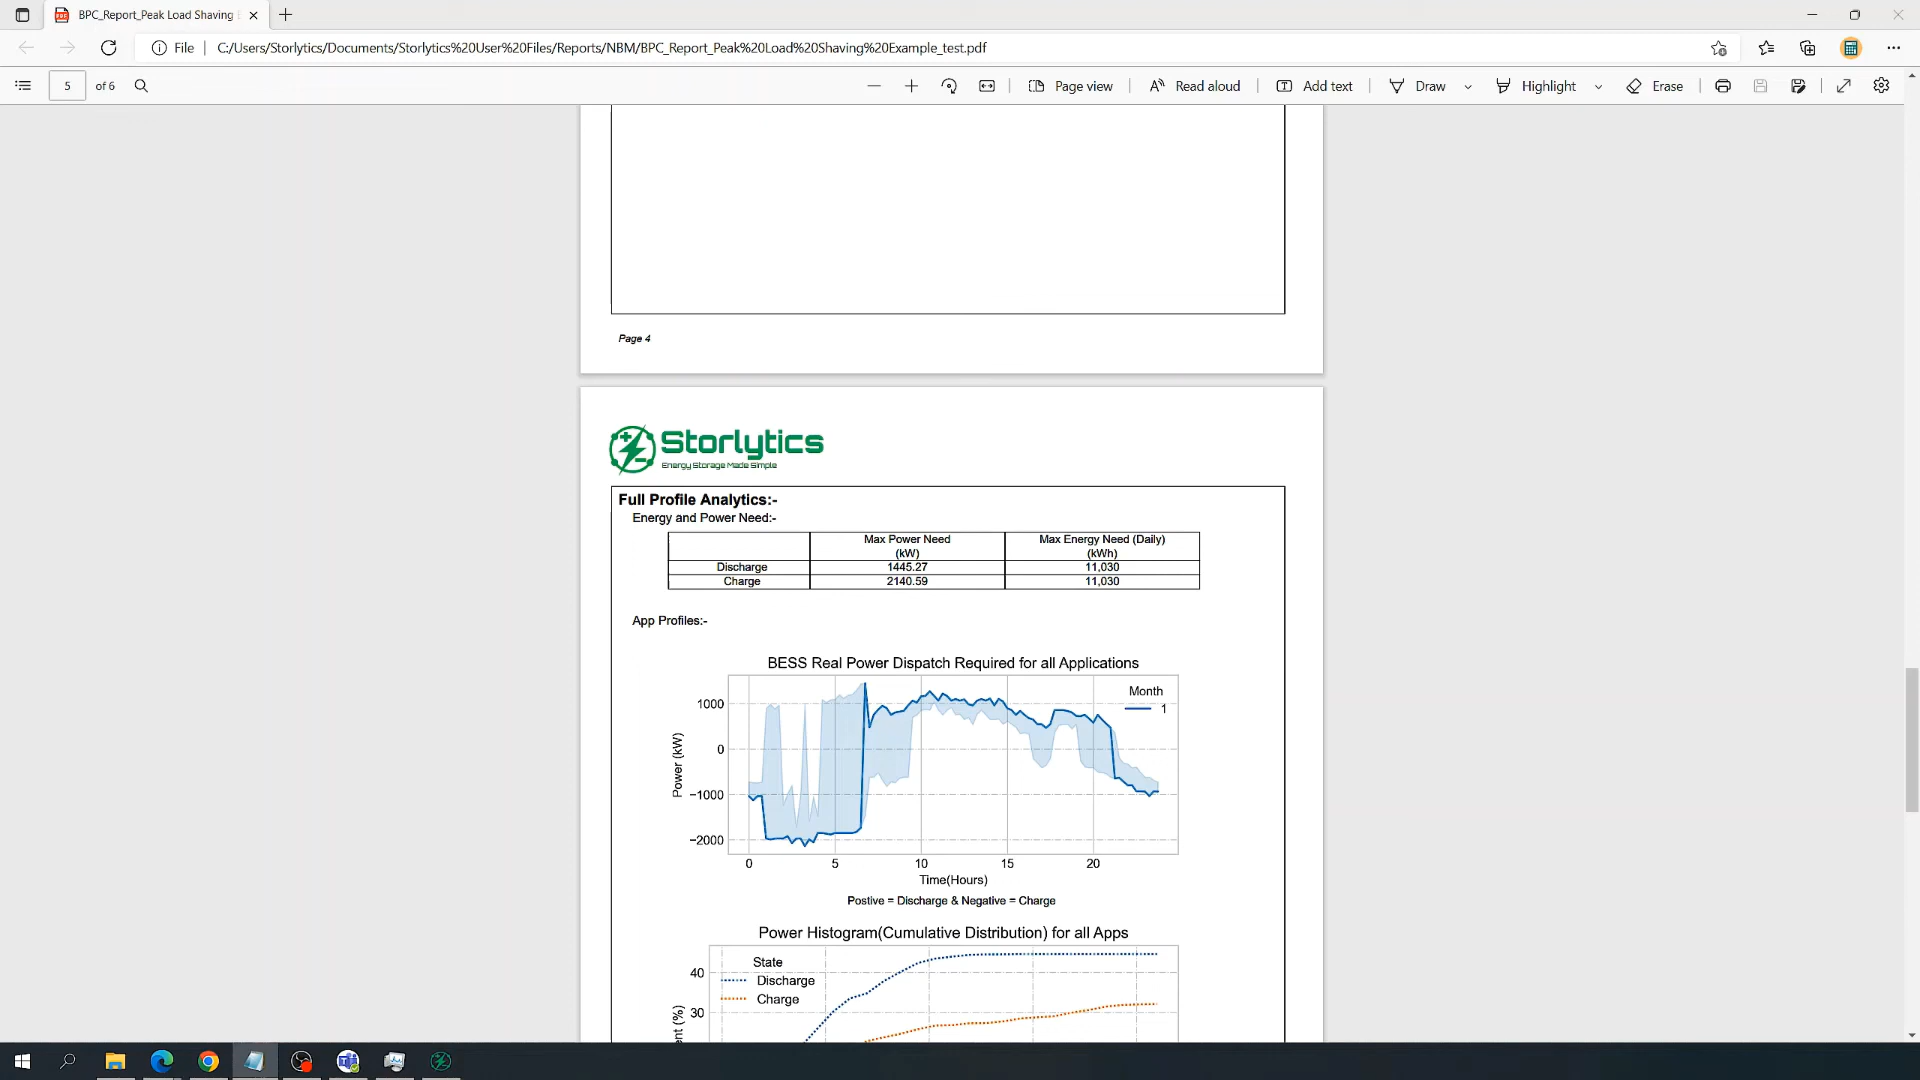 BPC_Report_Peak Load Shaving
File
C:/Users/Storlytics/Documents/Storlytics%20User%20Files/Reports/NBM/BPC_Report_Peak%20Load%20Shaving%20Example_test.pdf
5 of 6
Page view
Read aloud
Add text
Draw
Highlight
Erase
Page 4
Storlytics
Energy Storage Made Simple
Full Profile Analytics:-
Energy and Power Need:-
Max Power Need (kW) Max Energy Need (Daily) (kWh)
Discharge 1445.27 11,030
Charge 2140.59 11,030
App Profiles:-
BESS Real Power Dispatch Required for all Applications
Month
1
1000
0
−1000
−2000
Power (kW)
0 5 10 15 20
Time(Hours)
Postive = Discharge & Negative = Charge
Power Histogram(Cumulative Distribution) for all Apps
State
Discharge
Charge
40
30
nt (%)